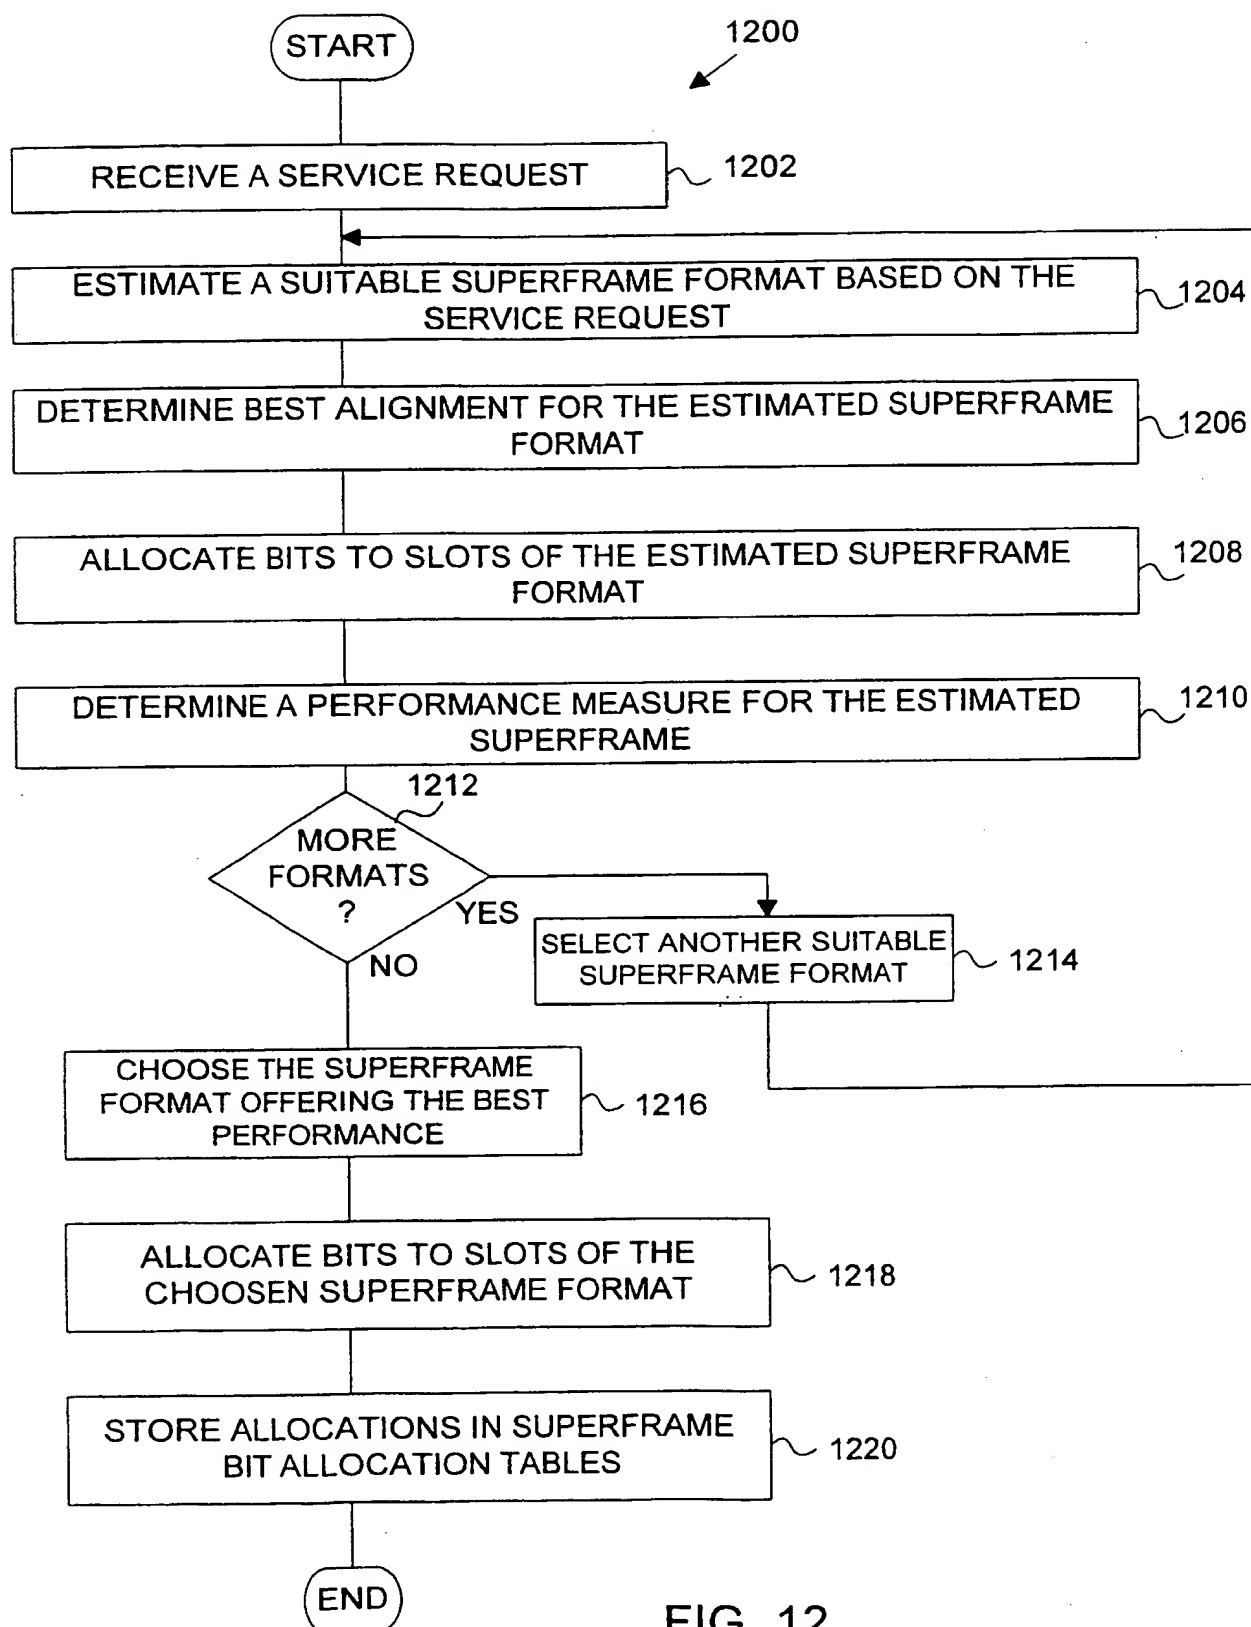 START
1200
RECEIVE A SERVICE REQUEST
1202
ESTIMATE A SUITABLE SUPERFRAME FORMAT BASED ON THE
SERVICE REQUEST
1204
DETERMINE BEST ALIGNMENT FOR THE ESTIMATED SUPERFRAME
FORMAT
1206
ALLOCATE BITS TO SLOTS OF THE ESTIMATED SUPERFRAME
FORMAT
1208
DETERMINE A PERFORMANCE MEASURE FOR THE ESTIMATED
SUPERFRAME
1210
1212
MORE
FORMATS
?
YES
NO
SELECT ANOTHER SUITABLE
SUPERFRAME FORMAT
1214
CHOOSE THE SUPERFRAME
FORMAT OFFERING THE BEST
PERFORMANCE
1216
ALLOCATE BITS TO SLOTS OF THE
CHOOSEN SUPERFRAME FORMAT
1218
STORE ALLOCATIONS IN SUPERFRAME
BIT ALLOCATION TABLES
1220
END
FIG. 12